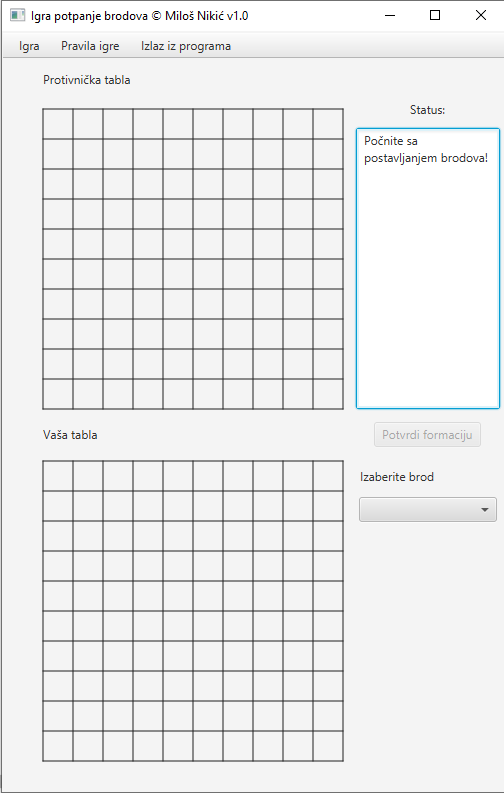 Igra potpanje brodova © Miloš Nikić v1.0
Igra Pravila igre Izlaz iz programa
Protivnička tabla
Status:
Počnite sa
postavljanjem brodova!
Potvrdi formaciju
Vaša tabla
Izaberite brod